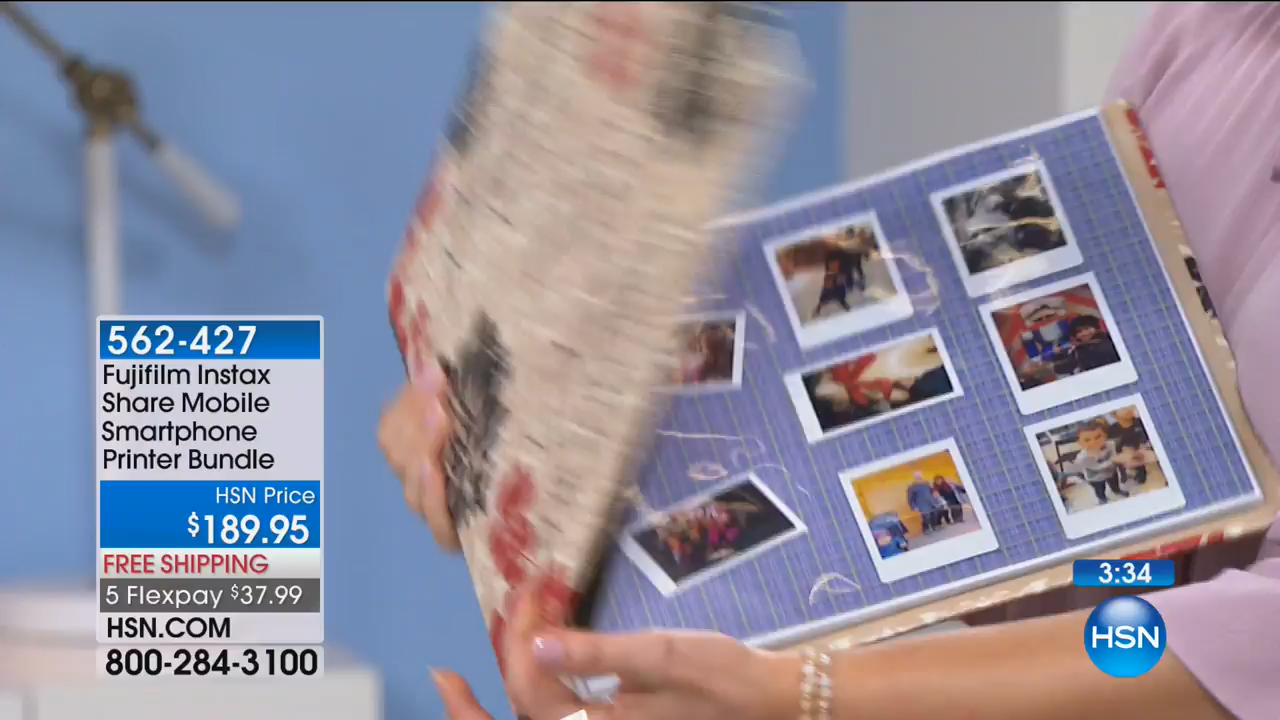 562-427
Fujifilm Instax
Share Mobile
Smartphone
Printer Bundle
HSN Price
$189.95
FREE SHIPPING
5 Flexpay $37.99
HSN.COM
800-284-3100
3:34
HSN